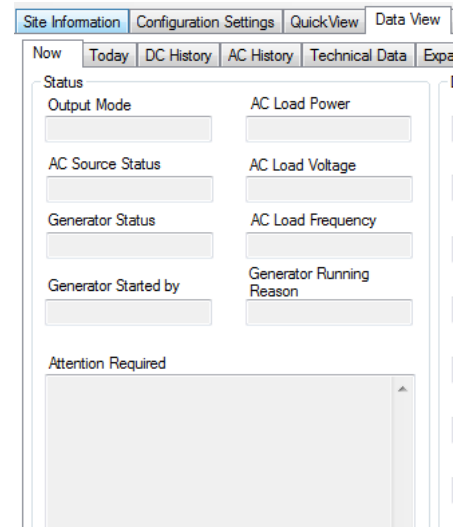 Site Information Configuration Settings QuickView Data View
Now Today DC History AC History Technical Data Expa
Status
Output Mode AC Load Power
AC Source Status AC Load Voltage
Generator Status AC Load Frequency
Generator Started by Generator Running
Reason
Attention Required